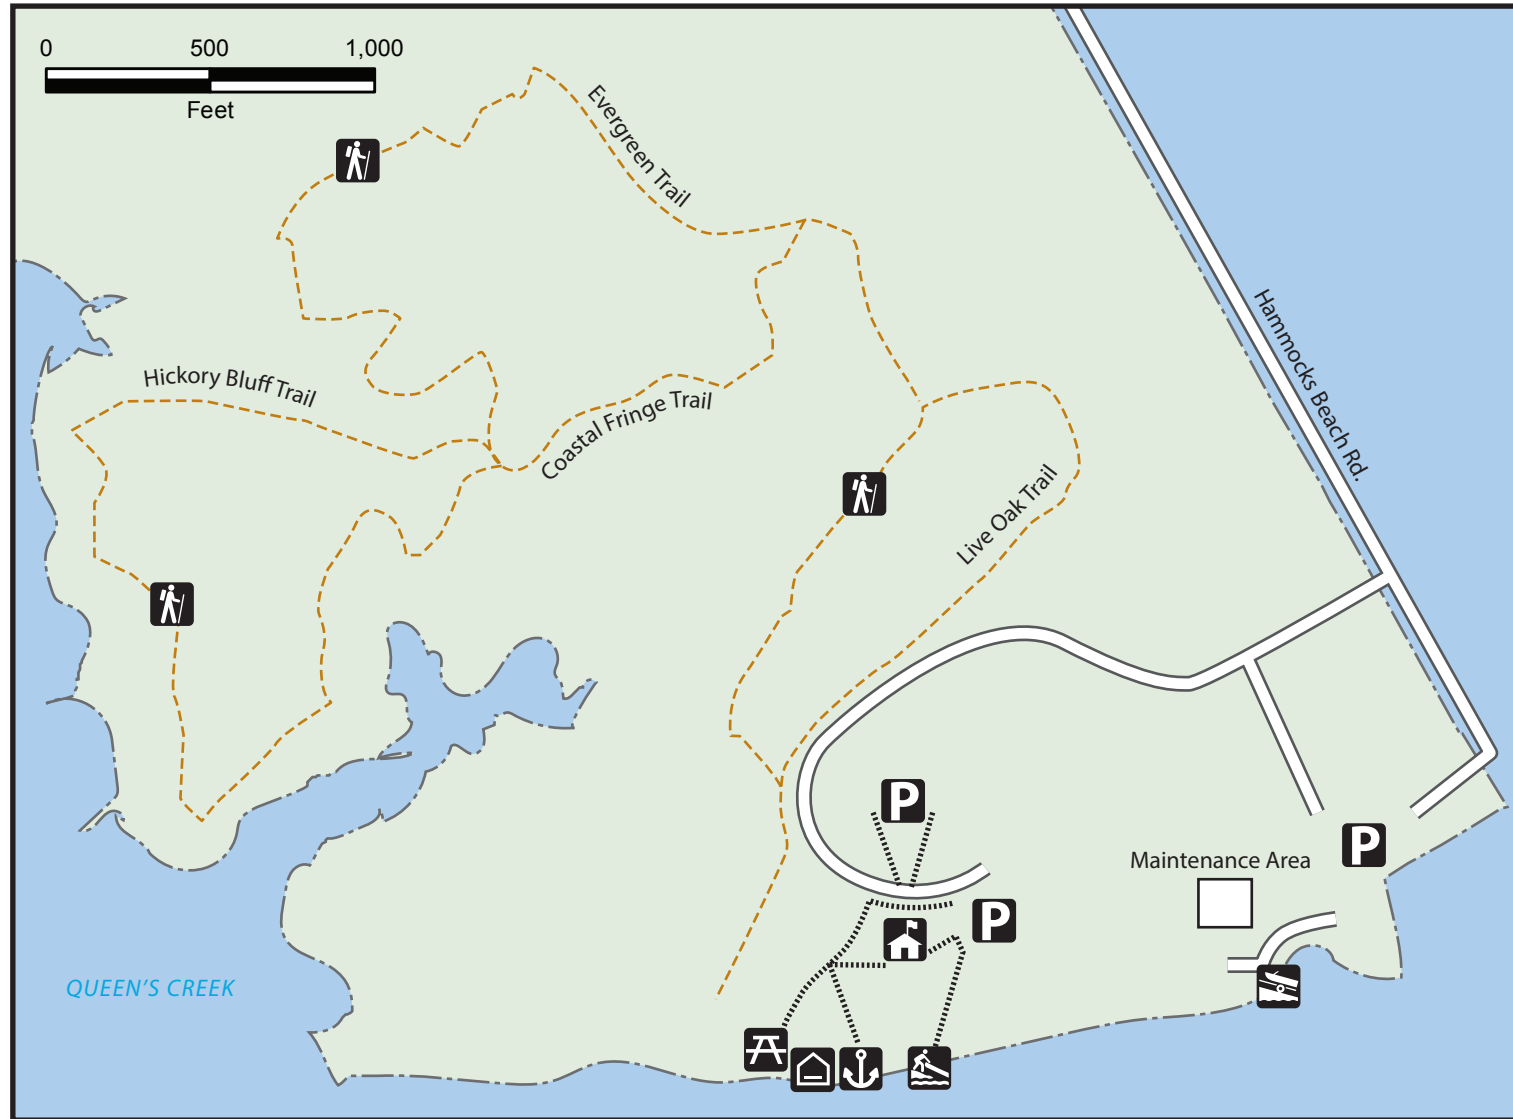 0 500 1,000
Feet
Evergreen Trail
Hammocks Beach Rd.
Hickory Bluff Trail
Coastal Fringe Trail
Live Oak Trail
P
P
Maintenance Area
P
QUEEN'S CREEK